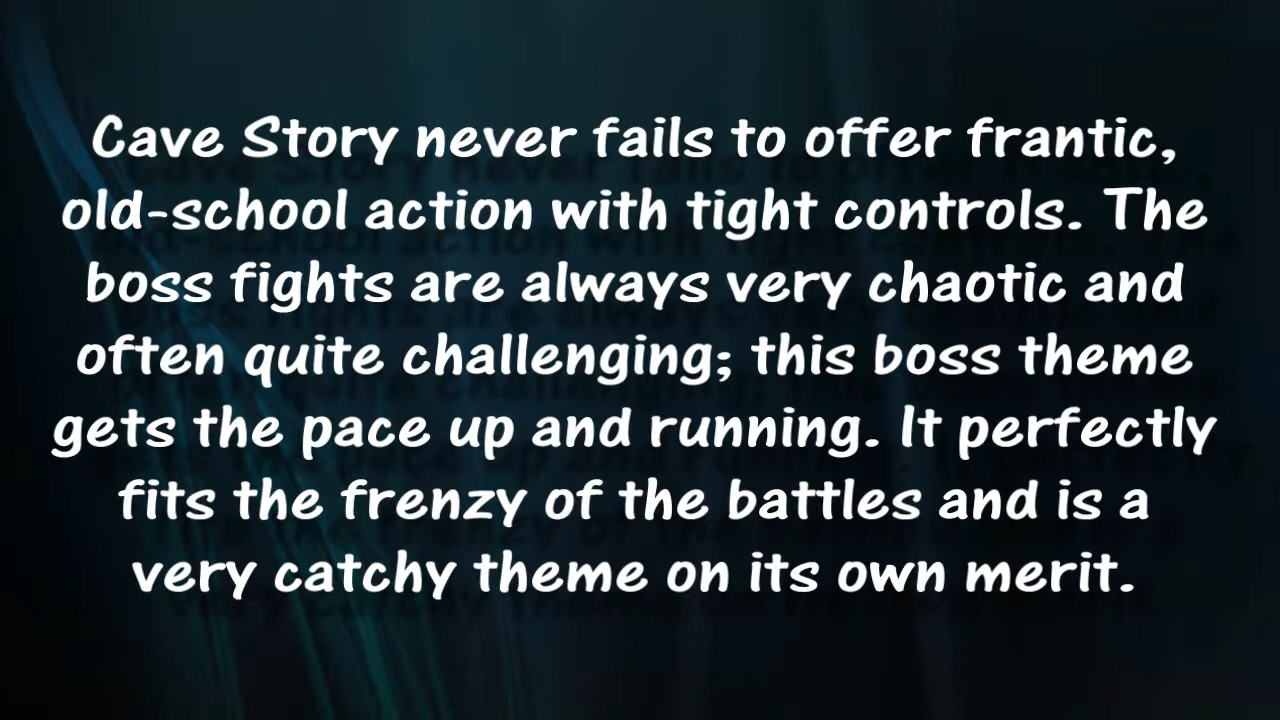 Cave Story never fails to offer frantic,
old-school action with tight controls. The
boss fights are always very chaotic and
often quite challenging; this boss theme
gets the pace up and running. It perfectly
fits the frenzy of the battles and is a
very catchy theme on its own merit.